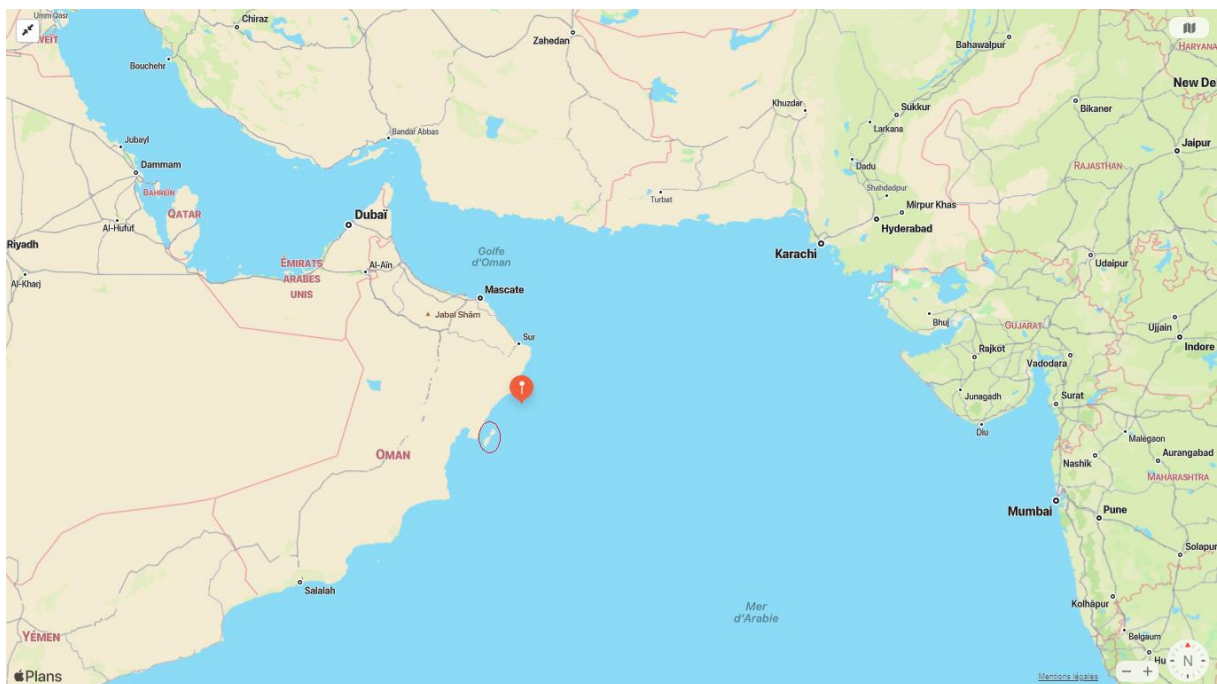 Umm Qasr
Chiraz
Zahedan
Bahawalpur
HARYANA
WEIT
Bouchehr
New De
Khuzdar
Sukkur
Bikaner
Larkana
Jubayl
Bandar Abbas
Jaipur
Dammam
Dadu
RAJASTHAN
BAHREÏN
Turbat
Shahdadpur
QATAR
Mirpur Khas
Al-Hufuf
Dubaï
Hyderabad
Riyadh
Golfe
d'Oman
Karachi
Udaipur
ÉMIRATS
ARABES
UNIS
Al-Aïn
Al-Kharj
Mascate
Jabal Shām
Bhuj
GUJARAT
Ujjain
Sur
Rajkot
Indore
Vadodara
Junagadh
Surat
Diu
Malegaon
OMAN
Nashik
Aurangabad
MAHARASHTRA
Mumbai
Pune
Solapur
Salalah
Mer
d'Arabie
Kolhâpur
YÉMEN
Belgaum
Hu
N
Plans
Mentions légales